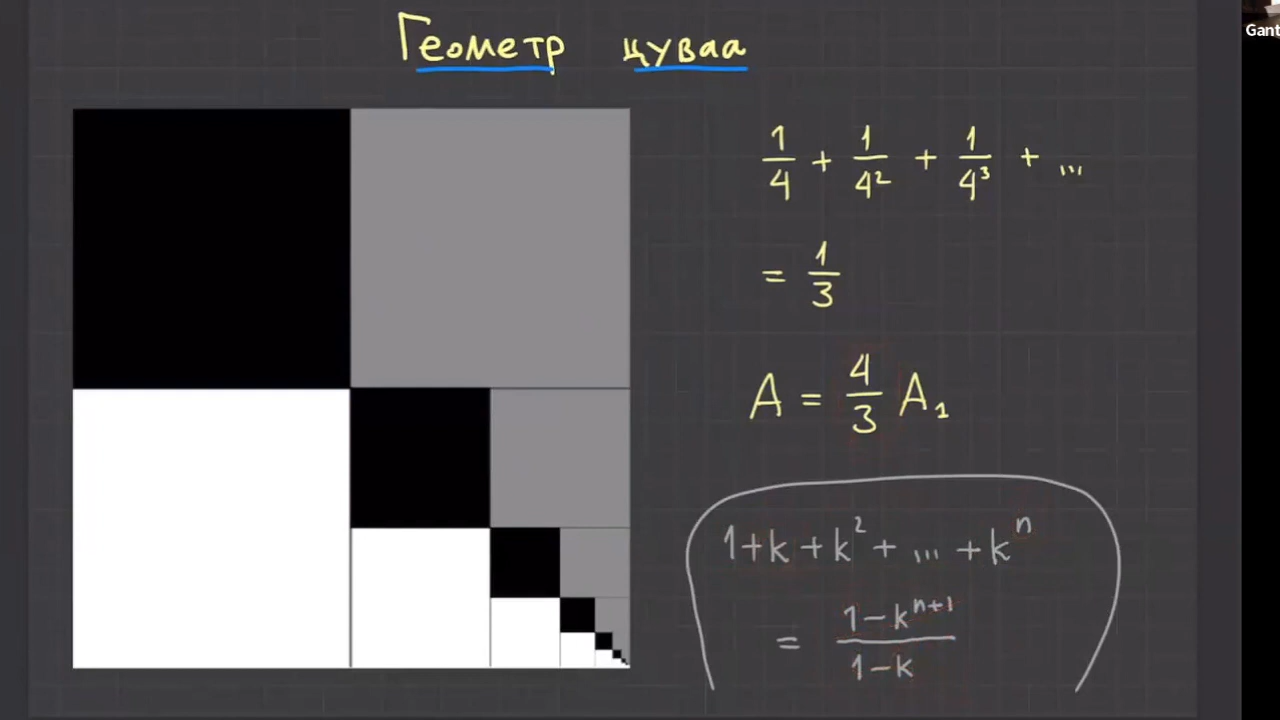 Геометр цуваа
Gant
1/4 + 1/4² + 1/4³ + ...
= 1/3
A = 4/3 A₁
1+k+k²+ ... +kⁿ
= 1-kⁿ⁺¹/1-k